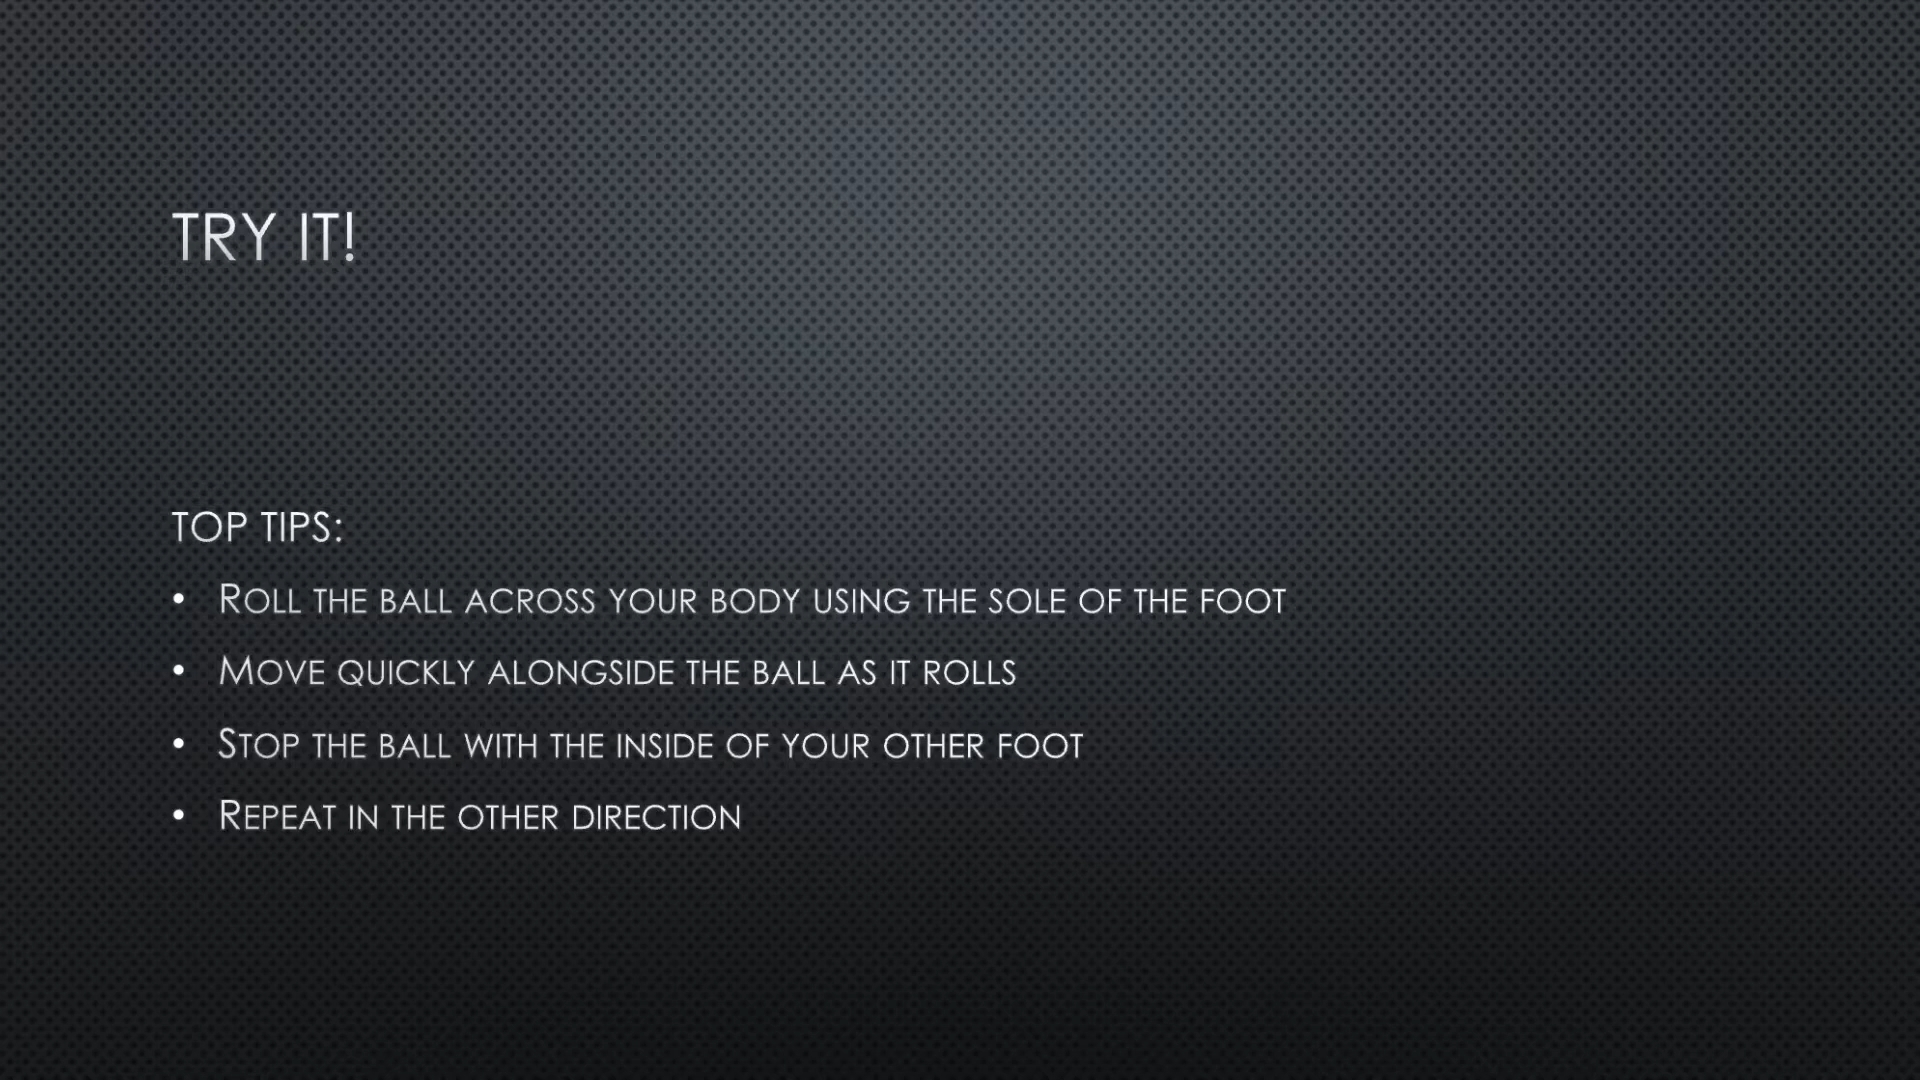 TRY IT!
TOP TIPS:
• ROLL THE BALL ACROSS YOUR BODY USING THE SOLE OF THE FOOT
• MOVE QUICKLY ALONGSIDE THE BALL AS IT ROLLS
• STOP THE BALL WITH THE INSIDE OF YOUR OTHER FOOT
• REPEAT IN THE OTHER DIRECTION